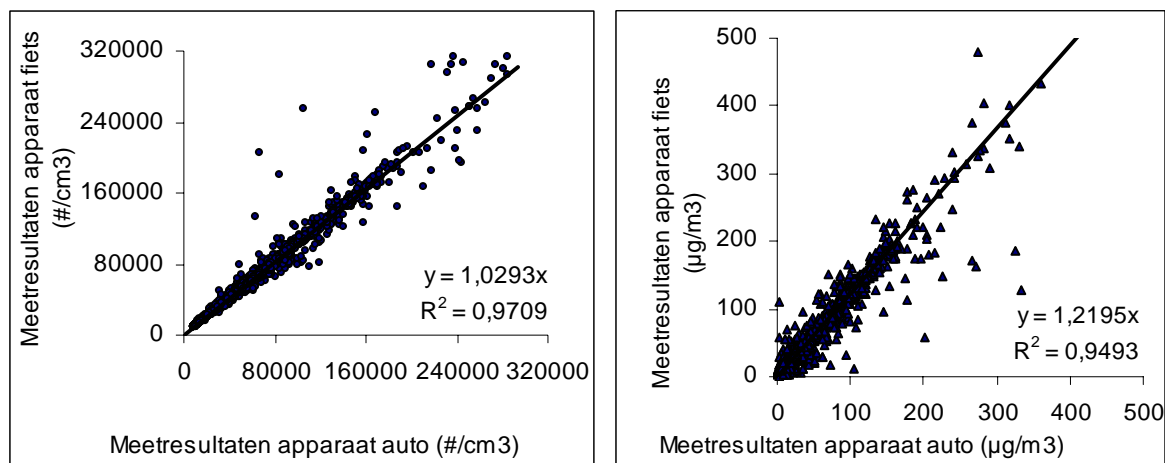 Meetresultaten apparaat fiets
(#/cm3)
320000
240000
160000
80000
0
y = 1,0293x
R2 = 0,9709
0 80000 160000 240000 320000
Meetresultaten apparaat auto (#/cm3)
Meetresultaten apparaat fiets
(µg/m3)
500
400
300
200
100
0
y = 1,2195x
R2 = 0,9493
0 100 200 300 400 500
Meetresultaten apparaat auto (µg/m3)